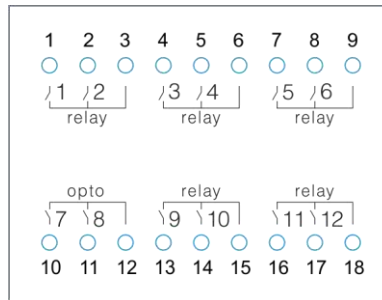 1 2 3 4 5 6 7 8 9
1 2 3 4 5 6
relay relay relay
opto relay relay
7 8 9 10 11 12
10 11 12 13 14 15 16 17 18